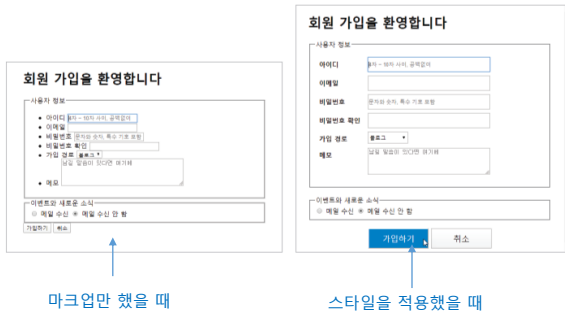 회원 가입을 환영합니다
사용자 정보
아이디 8자 ~ 10자 사이, 공백없이
이메일
비밀번호 문자와 숫자, 특수 기호 포함
비밀번호 확인
가입 경로 블로그
남길 말씀이 있다면 여기에
메모
이벤트와 새로운 소식
메일 수신 메일 수신 안 함
가입하기 취소
마크업만 했을 때
회원 가입을 환영합니다
사용자 정보
아이디 8자 ~ 10자 사이, 공백없이
이메일
비밀번호 문자와 숫자, 특수 기호 포함
비밀번호 확인
가입 경로 블로그
메모 남길 말씀이 있다면 여기에
이벤트와 새로운 소식
메일 수신 메일 수신 안 함
가입하기 취소
스타일을 적용했을 때